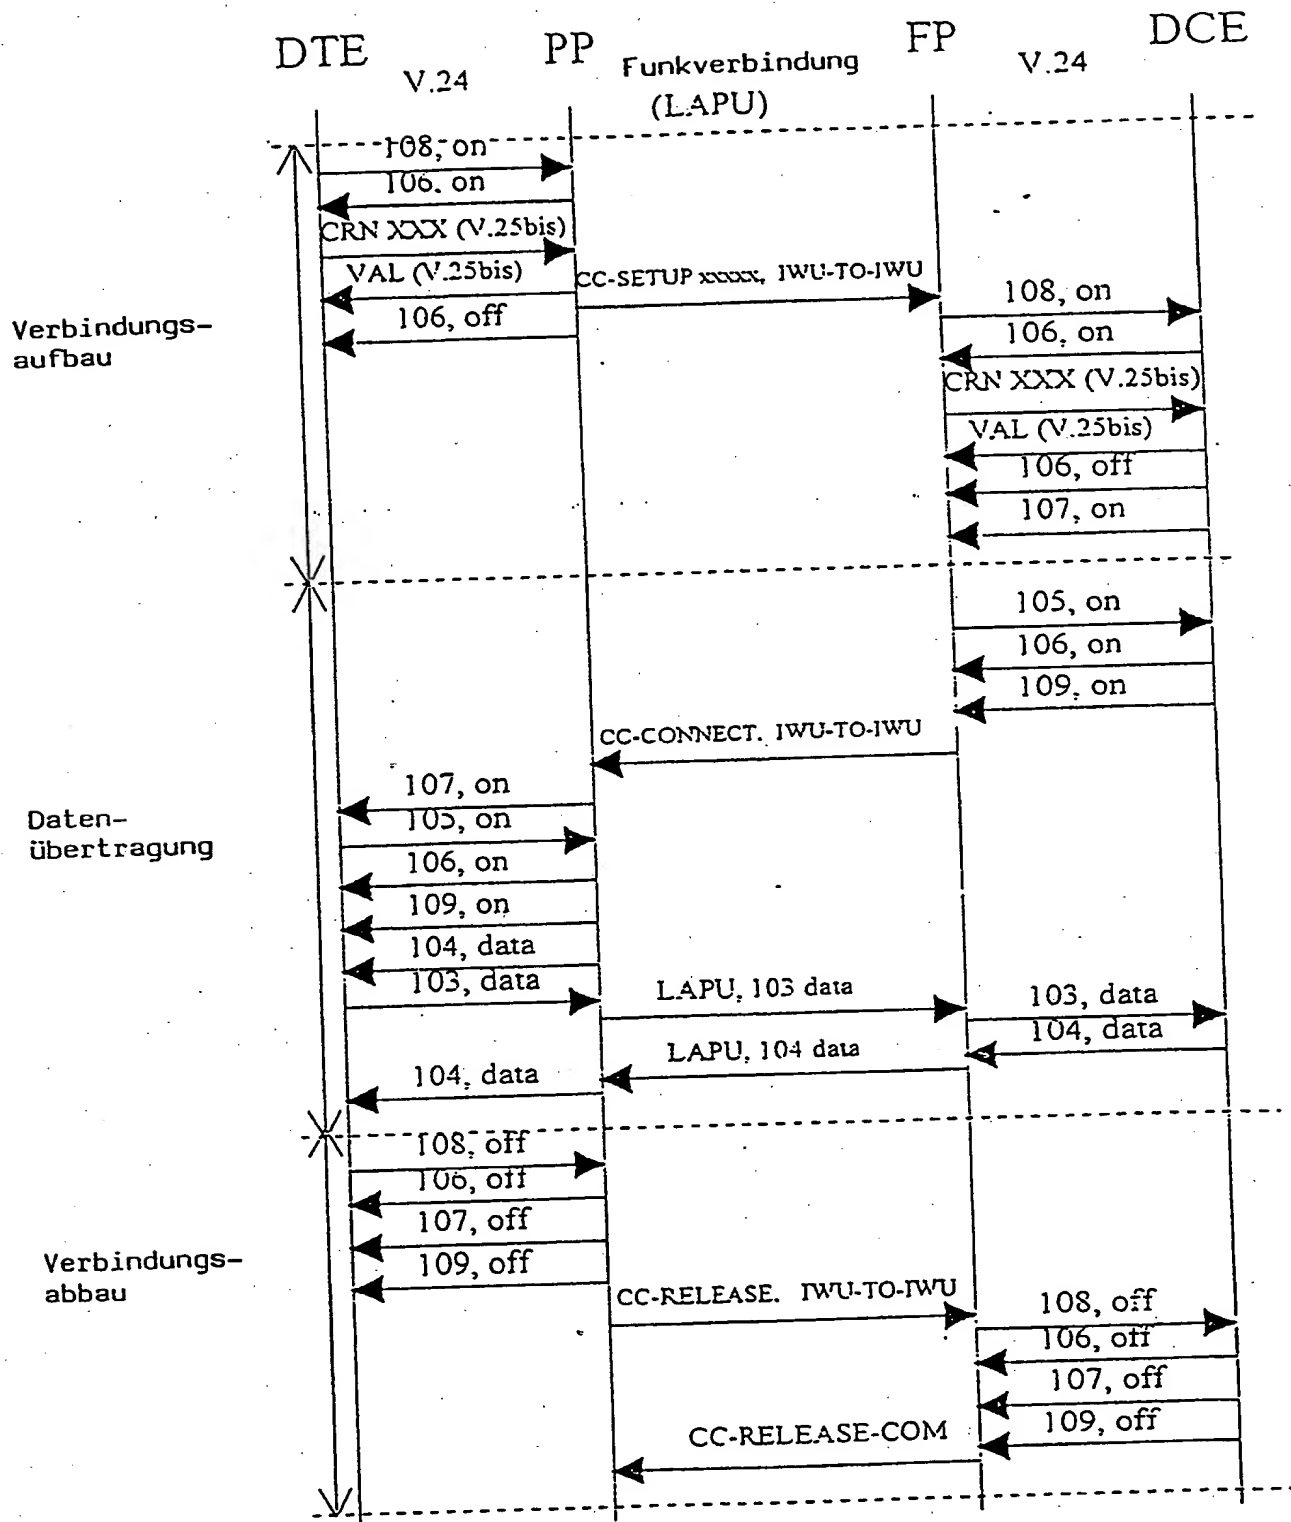 DTE
V.24
PP
Funkverbindung
(LAPU)
FP
V.24
DCE
108, on
106. on
CRN XXX (V.25bis)
VAL (V.25bis)
CC-SETUP xxxxx, IWU-TO-IWU
106, off
108, on
106, on
CRN XXX (V.25bis)
VAL (V.25bis)
106, off
107, on
Verbindungs-
aufbau
105, on
106, on
109, on
CC-CONNECT. IWU-TO-IWU
107, on
105, on
106, on
109, on
104, data
103, data
LAPU, 103 data
103, data
104, data
LAPU, 104 data
104, data
Daten-
übertragung
108, off
106, off
107, off
109, off
CC-RELEASE. IWU-TO-IWU
108, off
106, off
107, off
109, off
CC-RELEASE-COM
Verbindungs-
abbau